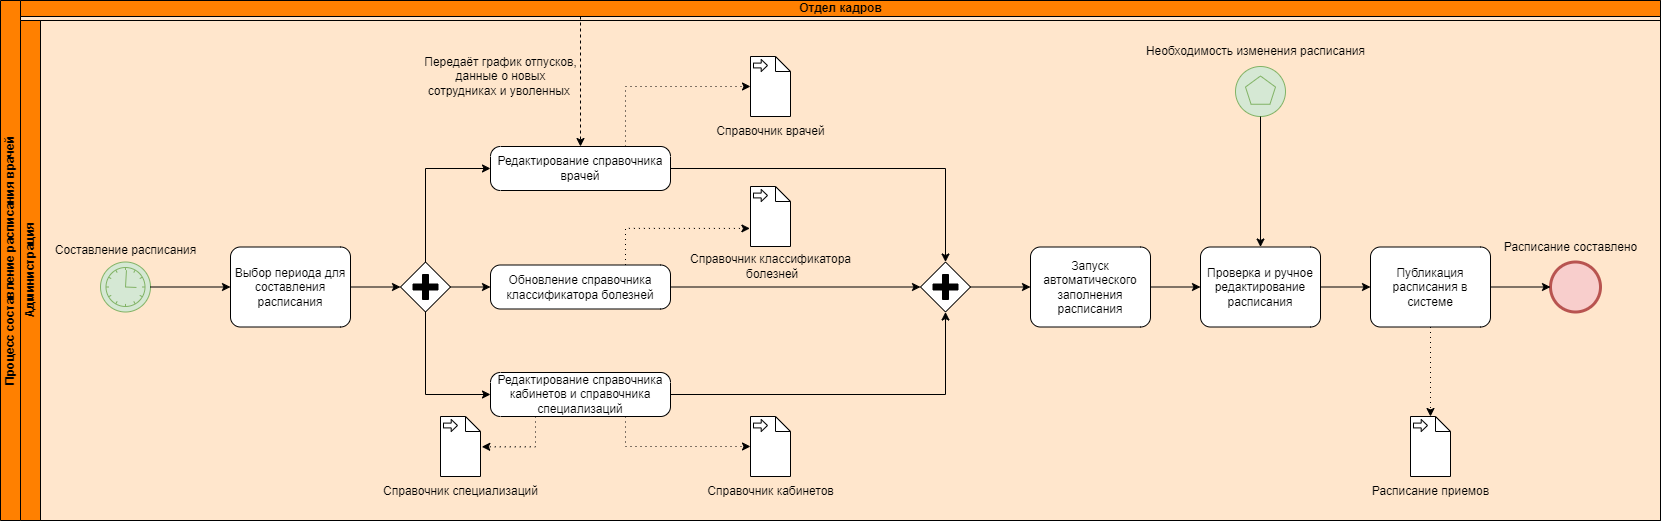 Отдел кадров
Процесс составление расписания врачей
Администрация
Передаёт график отпусков,
данные о новых
сотрудниках и уволенных
Справочник врачей
Необходимость изменения расписания
Редактирование справочника
врачей
Составление расписания
Выбор периода для
составления
расписания
Обновление справочника
классификатора болезней
Справочник классификатора
болезней
Запуск
автоматического
заполнения
расписания
Проверка и ручное
редактирование
расписания
Публикация
расписания в
системе
Расписание составлено
Редактирование справочника
кабинетов и справочника
специализаций
Справочник специализаций
Справочник кабинетов
Расписание приемов